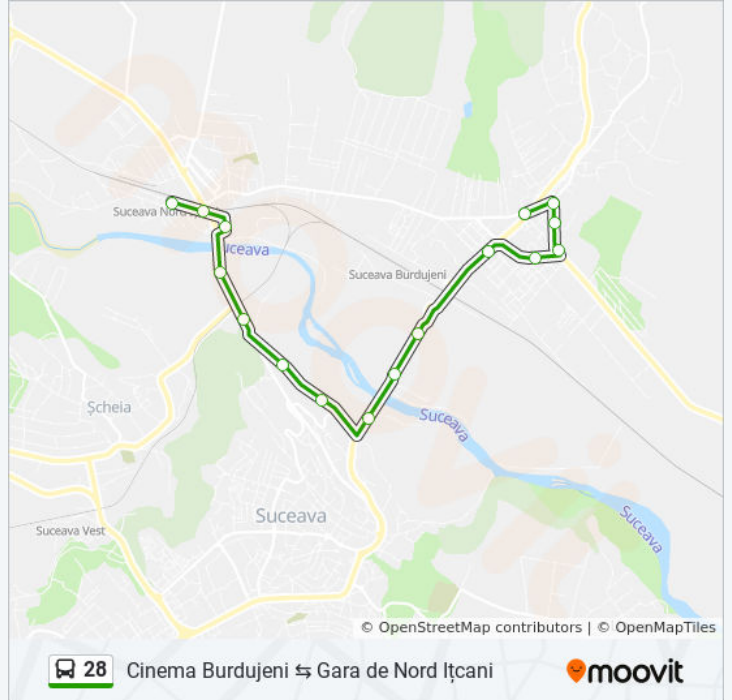 Suceava Nord
Suceava
Suceava Burdujeni
Șcheia
Suceava
Suceava
Suceava Vest
Suceava
© OpenStreetMap contributors | © OpenMapTiles
28 Cinema Burdujeni ⇆ Gara de Nord Ițcani moovit